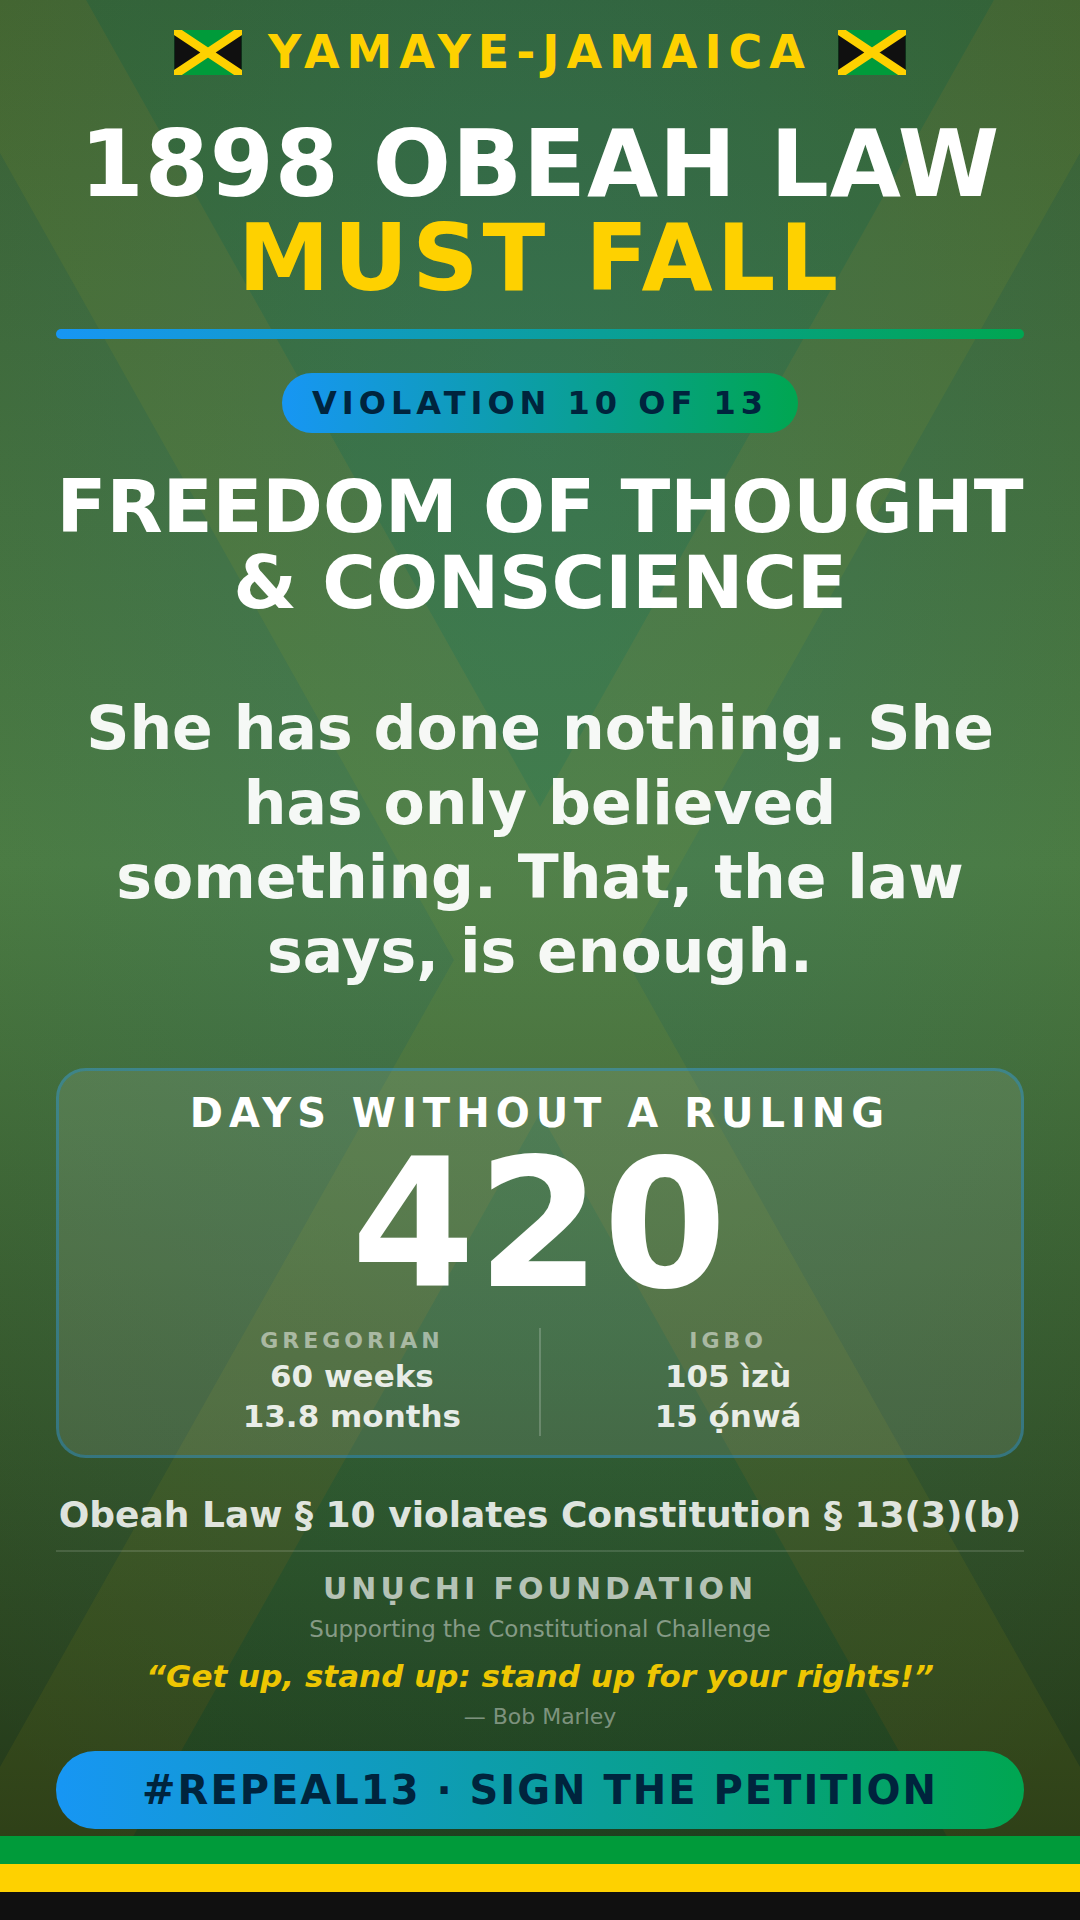 YAMAYE-JAMAICA
1898 OBEAH LAW
MUST FALL
VIOLATION 10 OF 13
FREEDOM OF THOUGHT
& CONSCIENCE
She has done nothing. She
has only believed
something. That, the law
says, is enough.
DAYS WITHOUT A RULING
420
GREGORIAN
60 weeks
13.8 months
IGBO
105 ìzù
15 ọ́nwá
Obeah Law § 10 violates Constitution § 13(3)(b)
UNỤCHI FOUNDATION
Supporting the Constitutional Challenge
“Get up, stand up: stand up for your rights!”
— Bob Marley
#REPEAL13 · SIGN THE PETITION